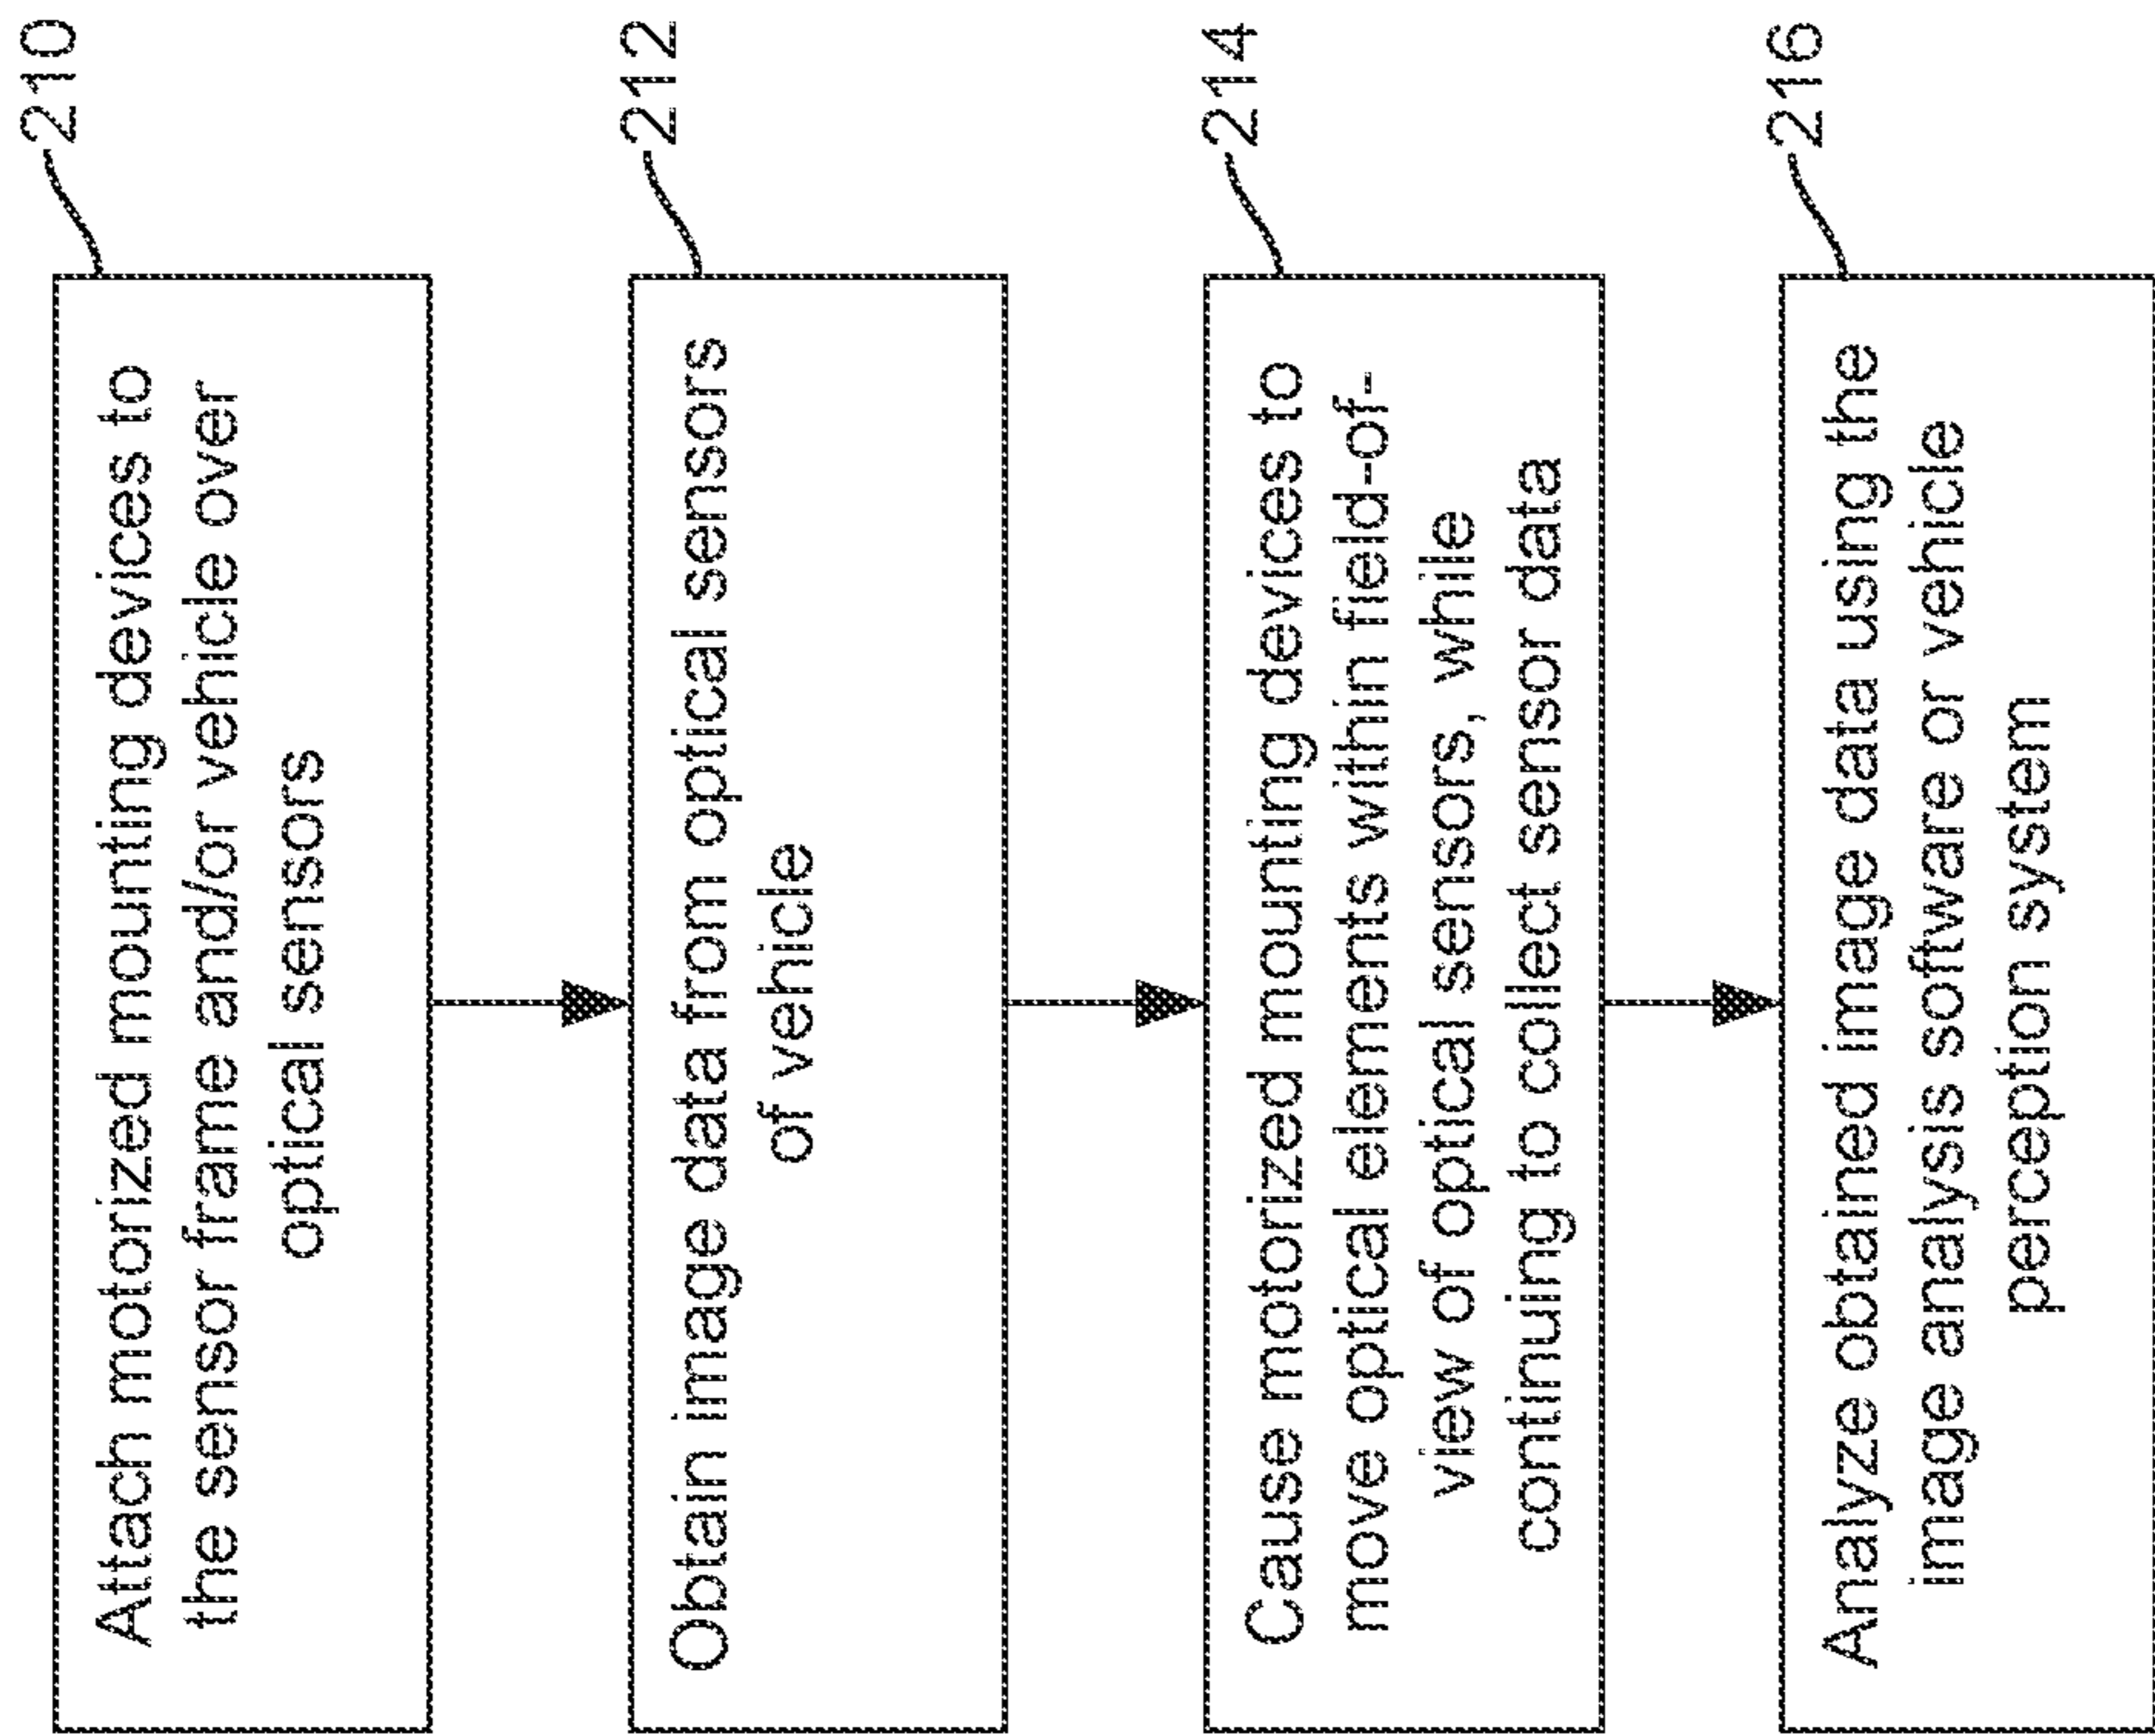 210
Attach motorized mounting devices to
the sensor frame and/or vehicle over
optical sensors
212
Obtain image data from optical sensors
of vehicle
214
Cause motorized mounting devices to
move optical elements within field-of-
view of optical sensors, while
continuing to collect sensor data
216
Analyze obtained image data using the
image analysis software or vehicle
perception system